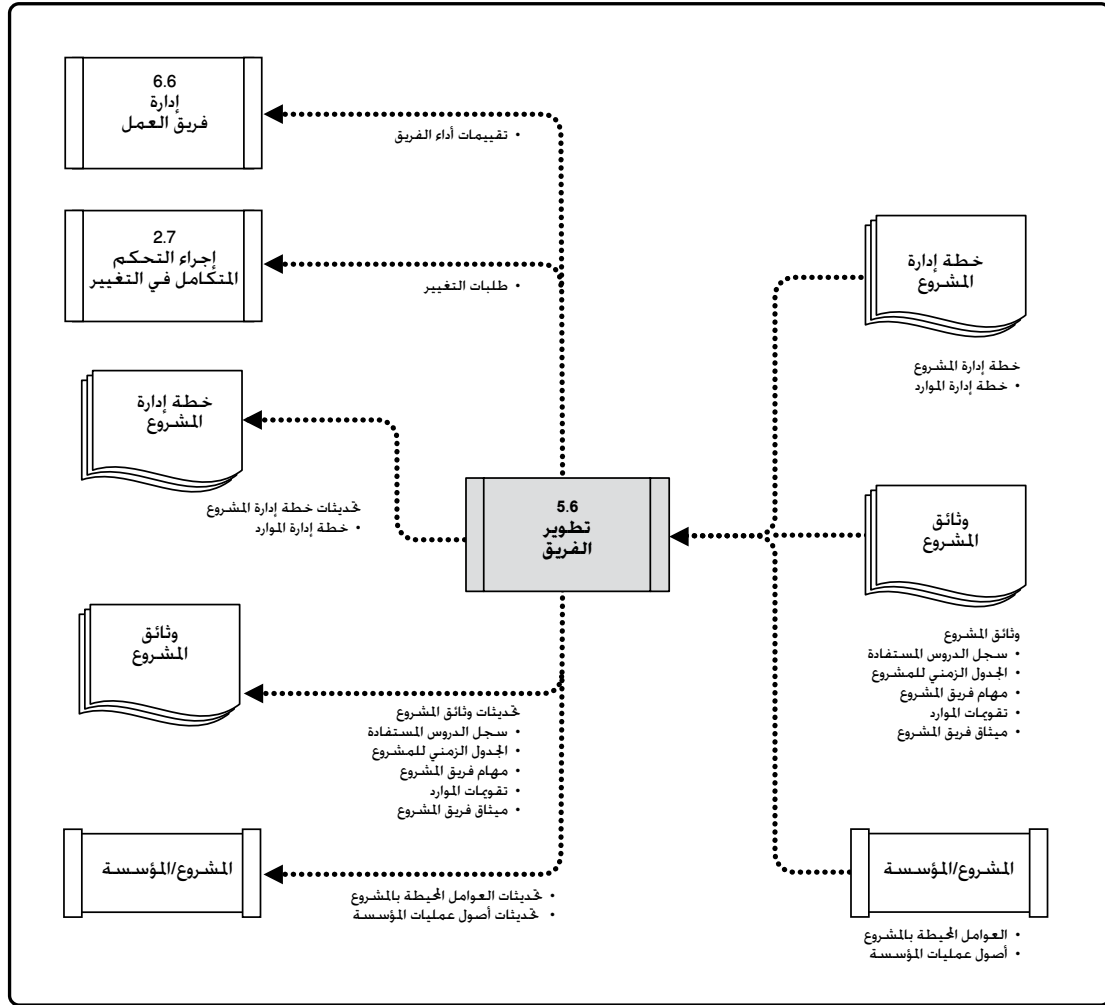 خطة إدارة
المشروع
خطة إدارة المشروع
• خطة إدارة الموارد
وثائق
المشروع
وثائق المشروع
• سجل الدروس المستفادة
• الجدول الزمني للمشروع
• مهام فريق المشروع
• تقويمات الموارد
• ميثاق فريق المشروع
المشروع/المؤسسة
• العوامل المحيطة بالمشروع
• أصول عمليات المؤسسة
5.6
تطوير
الفريق
6.6
إدارة
فريق العمل
• تقييمات أداء الفريق
2.7
إجراء التحكم
المتكامل في التغيير
• طلبات التغيير
خطة إدارة
المشروع
تحديثات خطة إدارة المشروع
• خطة إدارة الموارد
وثائق
المشروع
تحديثات وثائق المشروع
• سجل الدروس المستفادة
• الجدول الزمني للمشروع
• مهام فريق المشروع
• تقويمات الموارد
• ميثاق فريق المشروع
المشروع/المؤسسة
• تحديثات العوامل المحيطة بالمشروع
• تحديثات أصول عمليات المؤسسة